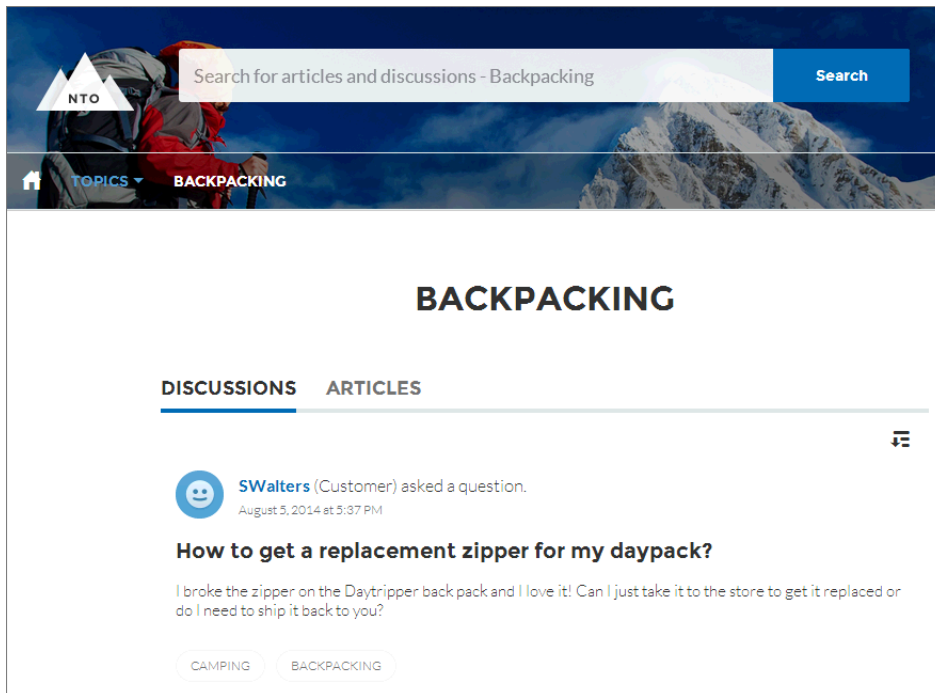 NTO
Search for articles and discussions - Backpacking
Search
TOPICS
BACKPACKING
BACKPACKING
DISCUSSIONS
ARTICLES
SWalters (Customer) asked a question.
August 5, 2014 at 5:37 PM
How to get a replacement zipper for my daypack?
I broke the zipper on the Daytripper back pack and I love it! Can I just take it to the store to get it replaced or
do I need to ship it back to you?
CAMPING
BACKPACKING